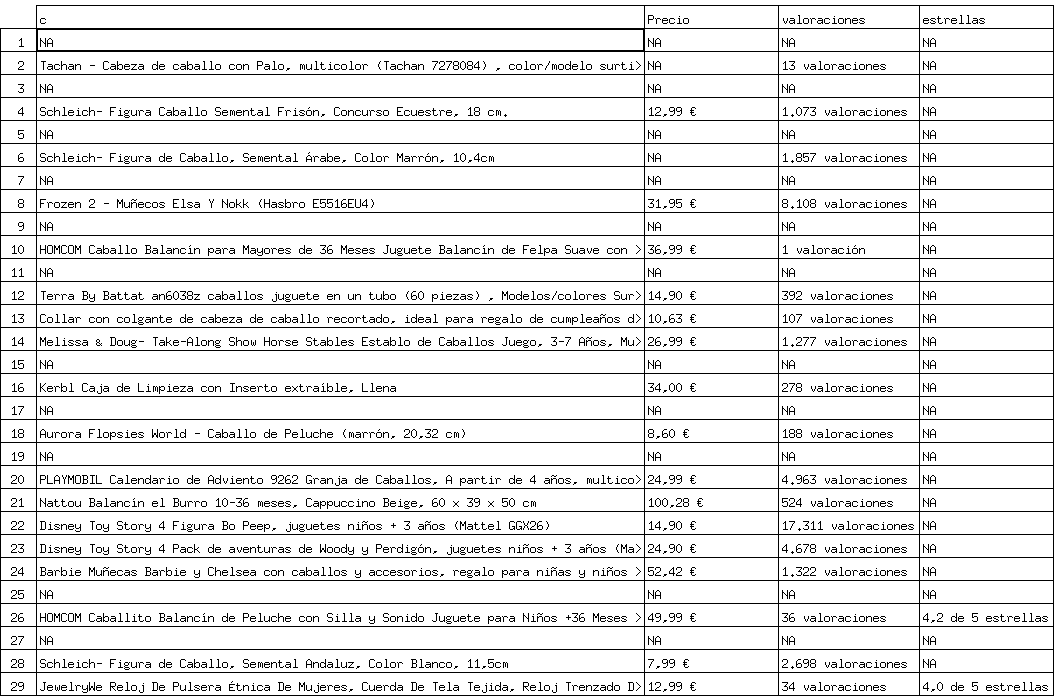 c Precio valoraciones estrellas
1 NA NA NA NA
2 Tachan - Cabeza de caballo con Palo, multicolor (Tachan 7278084) , color/modelo surti> NA 13 valoraciones NA
3 NA NA NA NA
4 Schleich- Figura Caballo Semental Frisón, Concurso Ecuestre, 18 cm. 12,99 € 1.073 valoraciones NA
5 NA NA NA NA
6 Schleich- Figura de Caballo, Semental Árabe, Color Marrón, 10,4cm NA 1.857 valoraciones NA
7 NA NA NA NA
8 Frozen 2 - Muñecos Elsa Y Nokk (Hasbro E5516EU4) 31,95 € 8.108 valoraciones NA
9 NA NA NA NA
10 HOMCOM Caballo Balancín para Mayores de 36 Meses Juguete Balancín de Felpa Suave con > 36,99 € 1 valoración NA
11 NA NA NA NA
12 Terra By Battat an6038z caballos juguete en un tubo (60 piezas) , Modelos/colores Sur> 14,90 € 392 valoraciones NA
13 Collar con colgante de cabeza de caballo recortado, ideal para regalo de cumpleaños d> 10,63 € 107 valoraciones NA
14 Melissa & Doug- Take-Along Show Horse Stables Establo de Caballos Juego, 3-7 Años, Mu> 26,99 € 1.277 valoraciones NA
15 NA NA NA NA
16 Kerbl Caja de Limpieza con Inserto extraíble, Llena 34,00 € 278 valoraciones NA
17 NA NA NA NA
18 Aurora Flopsies World - Caballo de Peluche (marrón, 20,32 cm) 8,60 € 188 valoraciones NA
19 NA NA NA NA
20 PLAYMOBIL Calendario de Adviento 9262 Granja de Caballos, A partir de 4 años, multico> 24,99 € 4.963 valoraciones NA
21 Nattou Balancín el Burro 10-36 meses, Cappuccino Beige, 60 x 39 x 50 cm 100,28 € 524 valoraciones NA
22 Disney Toy Story 4 Figura Bo Peep, juguetes niños + 3 años (Mattel GGX26) 14,90 € 17.311 valoraciones NA
23 Disney Toy Story 4 Pack de aventuras de Woody y Perdigón, juguetes niños + 3 años (Ma> 24,90 € 4.678 valoraciones NA
24 Barbie Muñecas Barbie y Chelsea con caballos y accesorios, regalo para niñas y niños > 52,42 € 1.322 valoraciones NA
25 NA NA NA NA
26 HOMCOM Caballito Balancín de Peluche con Silla y Sonido Juguete para Niños +36 Meses > 49,99 € 36 valoraciones 4,2 de 5 estrellas
27 NA NA NA NA
28 Schleich- Figura de Caballo, Semental Andaluz, Color Blanco, 11,5cm 7,99 € 2.698 valoraciones NA
29 JewelryWe Reloj De Pulsera Étnica De Mujeres, Cuerda De Tela Tejida, Reloj Trenzado D> 12,99 € 34 valoraciones 4,0 de 5 estrellas